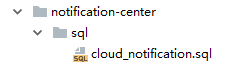 notification-center
sql
cloud_notification.sql